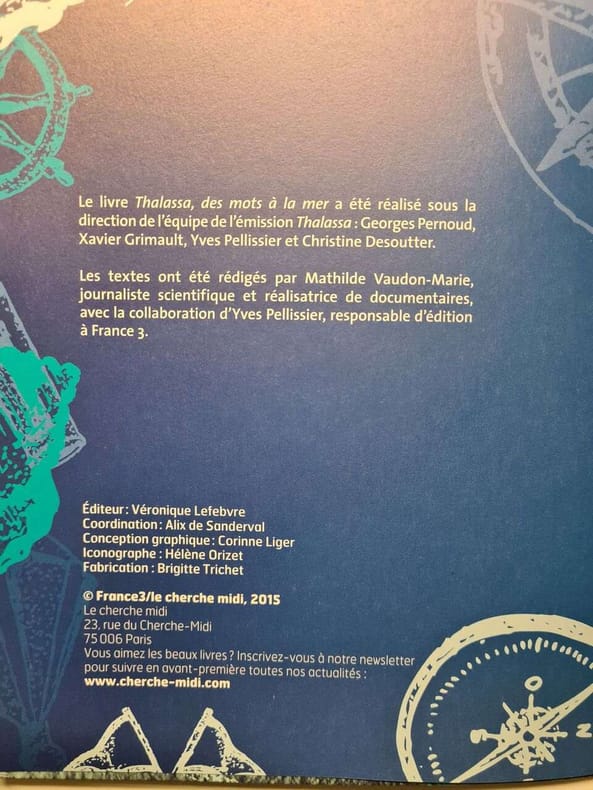 Le livre Thalassa, des mots à la mer a été réalisé sous la
direction de l'équipe de l'émission Thalassa : Georges Pernoud,
Xavier Grimault, Yves Pellissier et Christine Desoutter.
Les textes ont été rédigés par Mathilde Vaudon-Marie,
journaliste scientifique et réalisatrice de documentaires,
avec la collaboration d'Yves Pellissier, responsable d'édition
à France 3.
Éditeur : Véronique Lefebvre
Coordination : Alix de Sanderval
Conception graphique : Corinne Liger
Iconographe : Hélène Orizet
Fabrication : Brigitte Trichet
© France3/le cherche midi, 2015
Le cherche midi
23, rue du Cherche-Midi
75 006 Paris
Vous aimez les beaux livres ? Inscrivez-vous à notre newsletter
pour suivre en avant-première toutes nos actualités :
www.cherche-midi.com
N